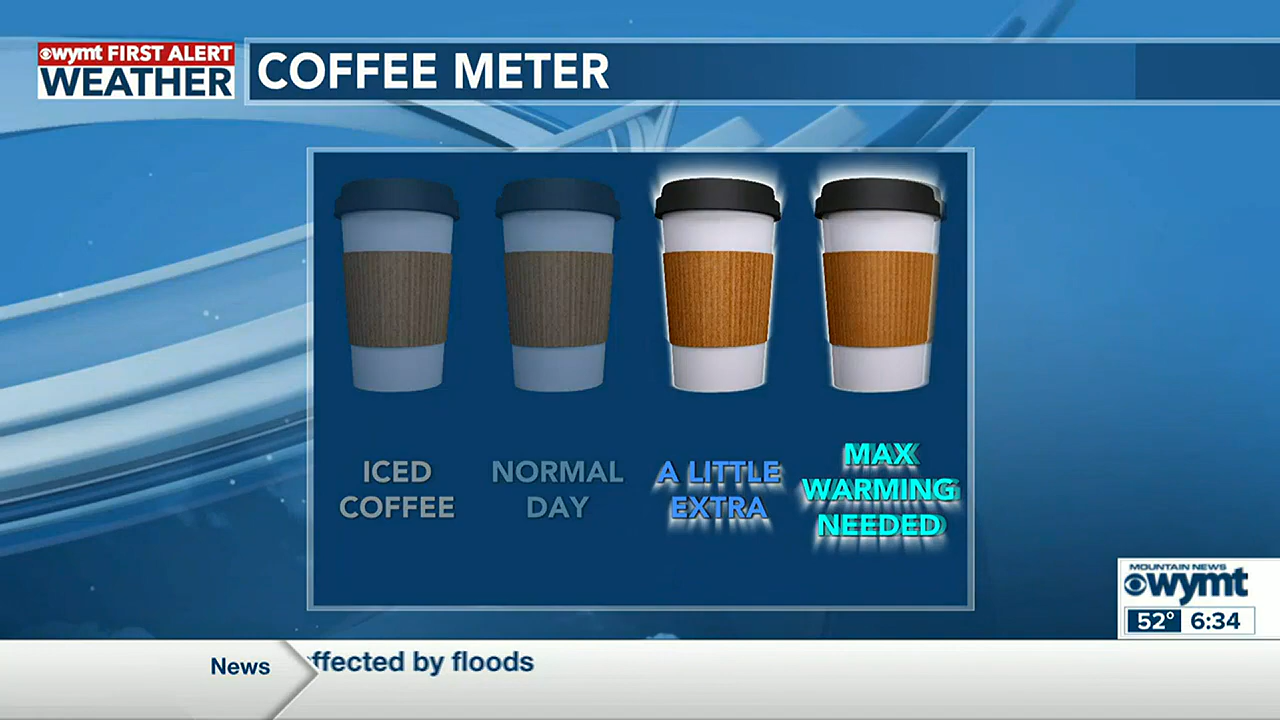 wymt FIRST ALERT
WEATHER
COFFEE METER
ICED
COFFEE
NORMAL
DAY
A LITTLE
EXTRA
MAX
WARMING
NEEDED
MOUNTAIN NEWS
wymt
52° 6:34
News
ffected by floods